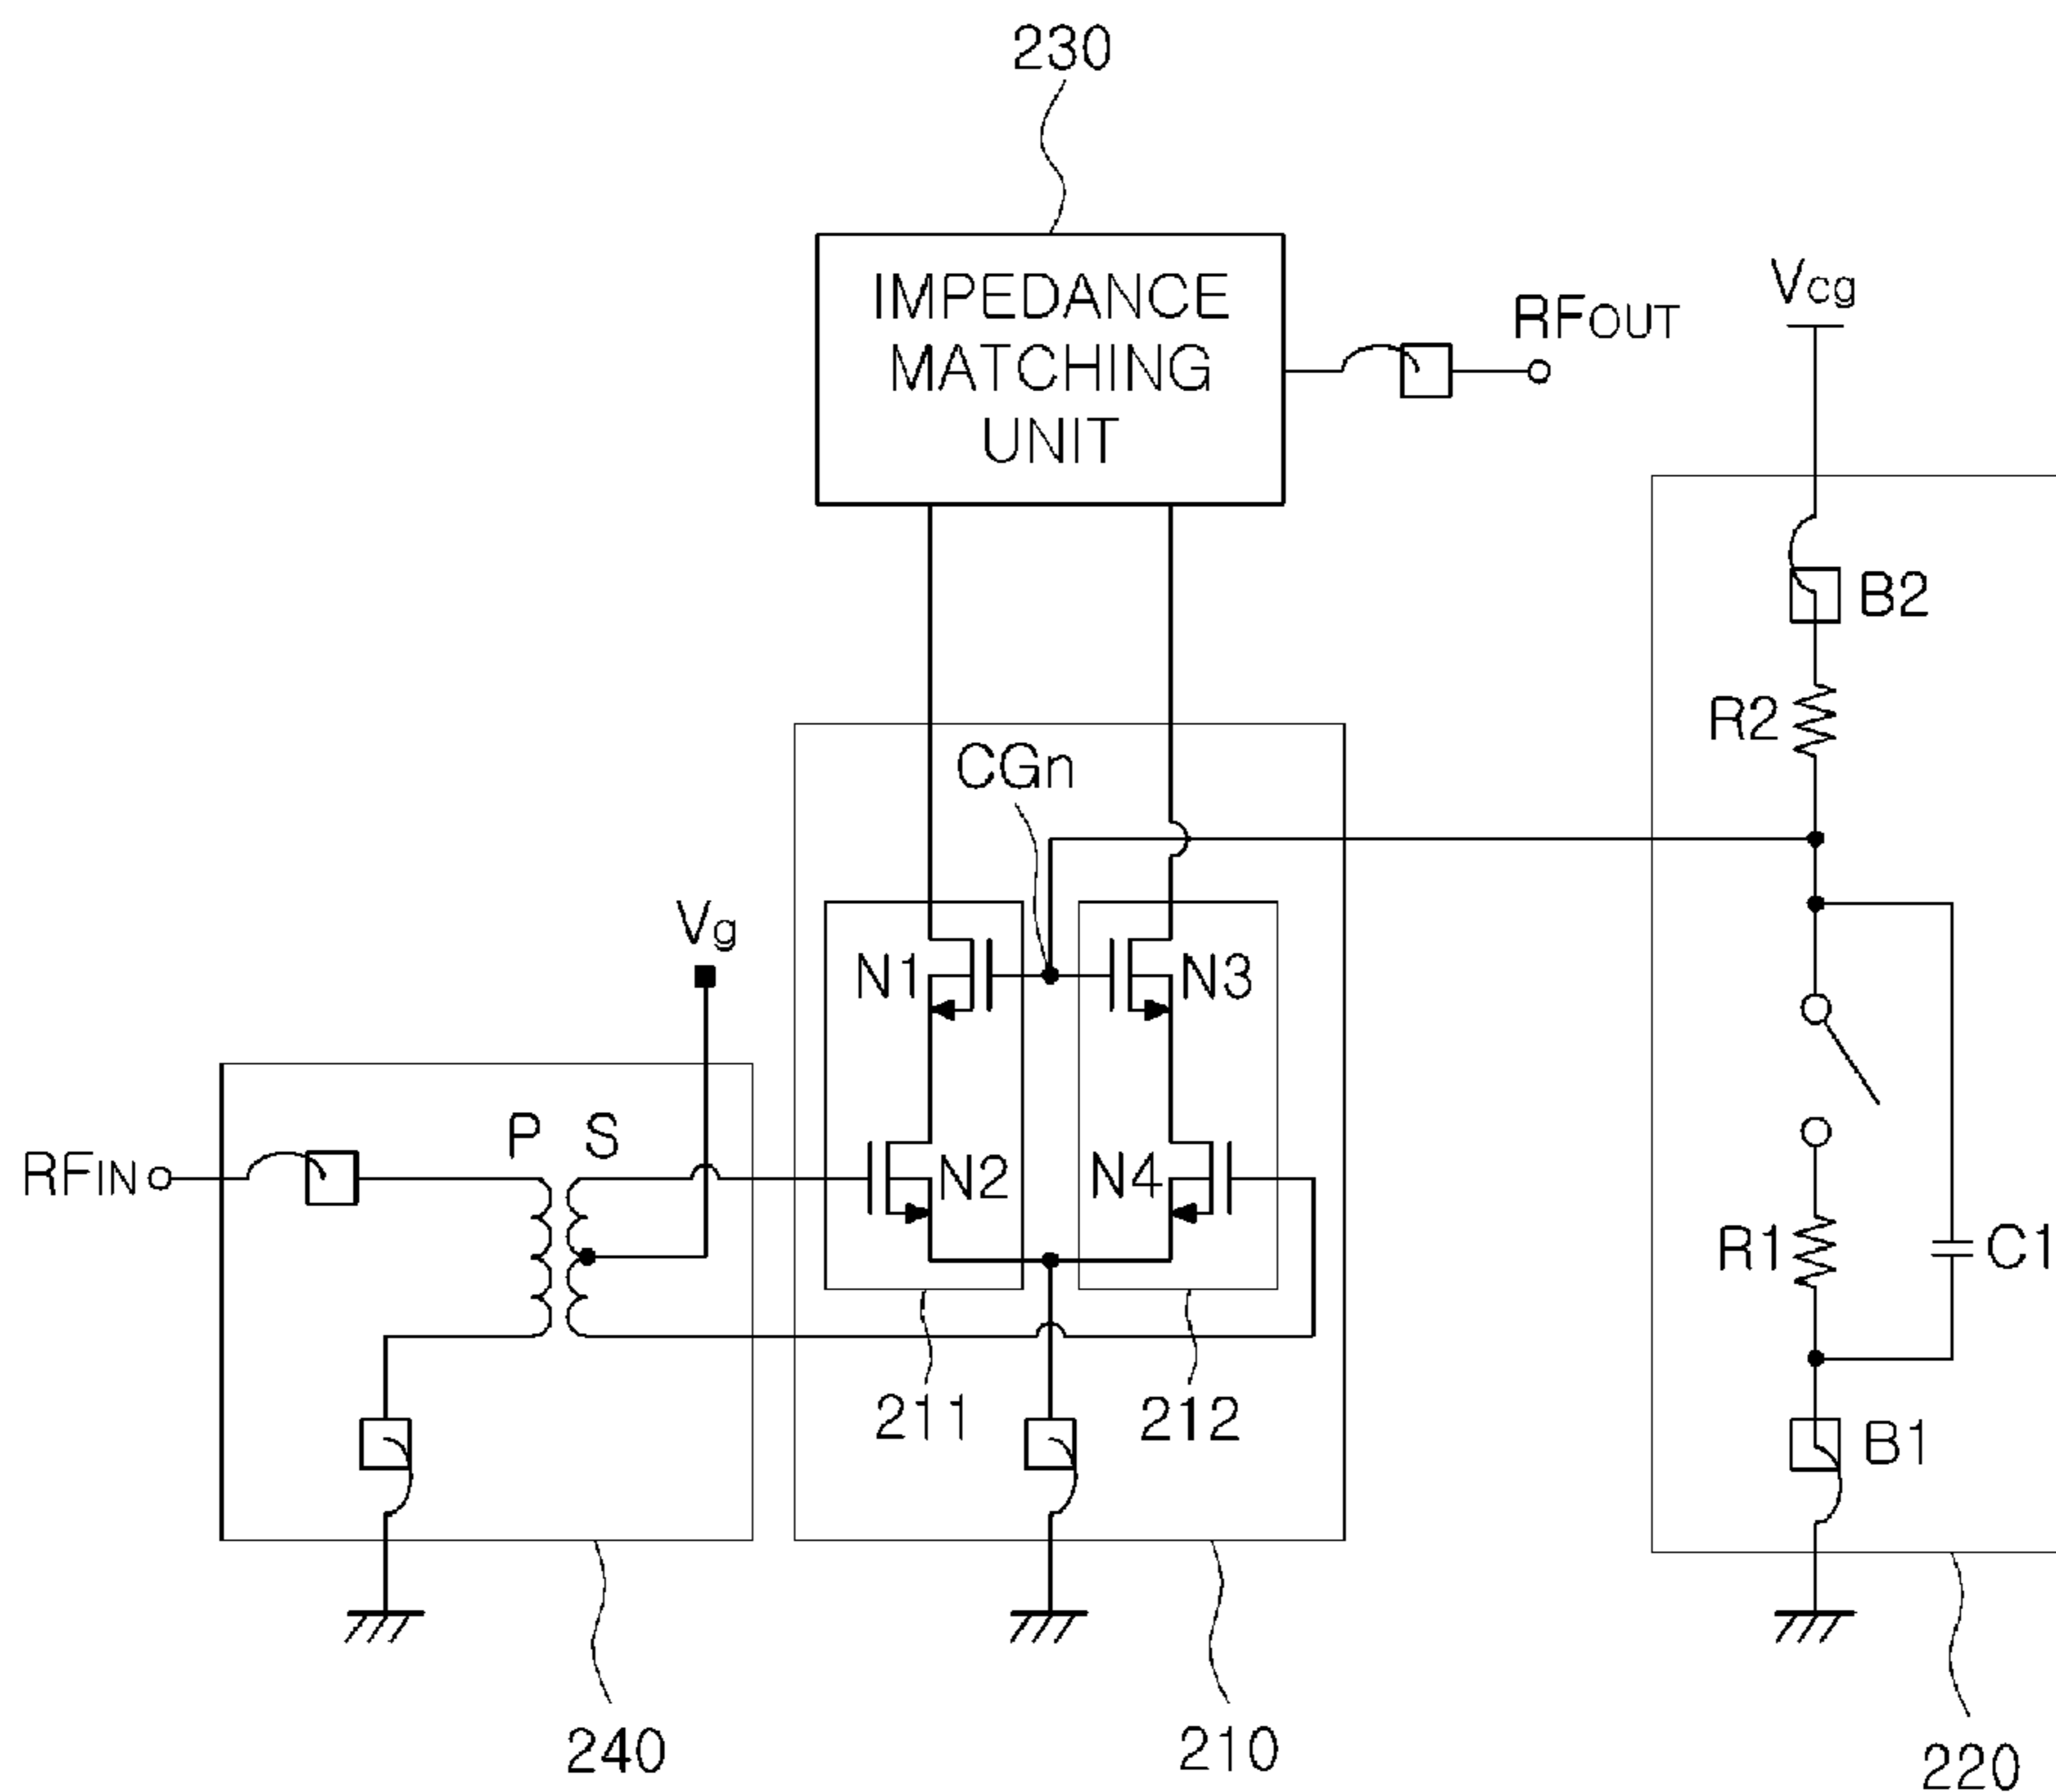 230
IMPEDANCE
MATCHING
UNIT
RFOUT
Vcg
B2
R2
CGn
Vg
N1
N3
P S
RFIN
N2
N4
R1
C1
211
212
B1
240
210
220